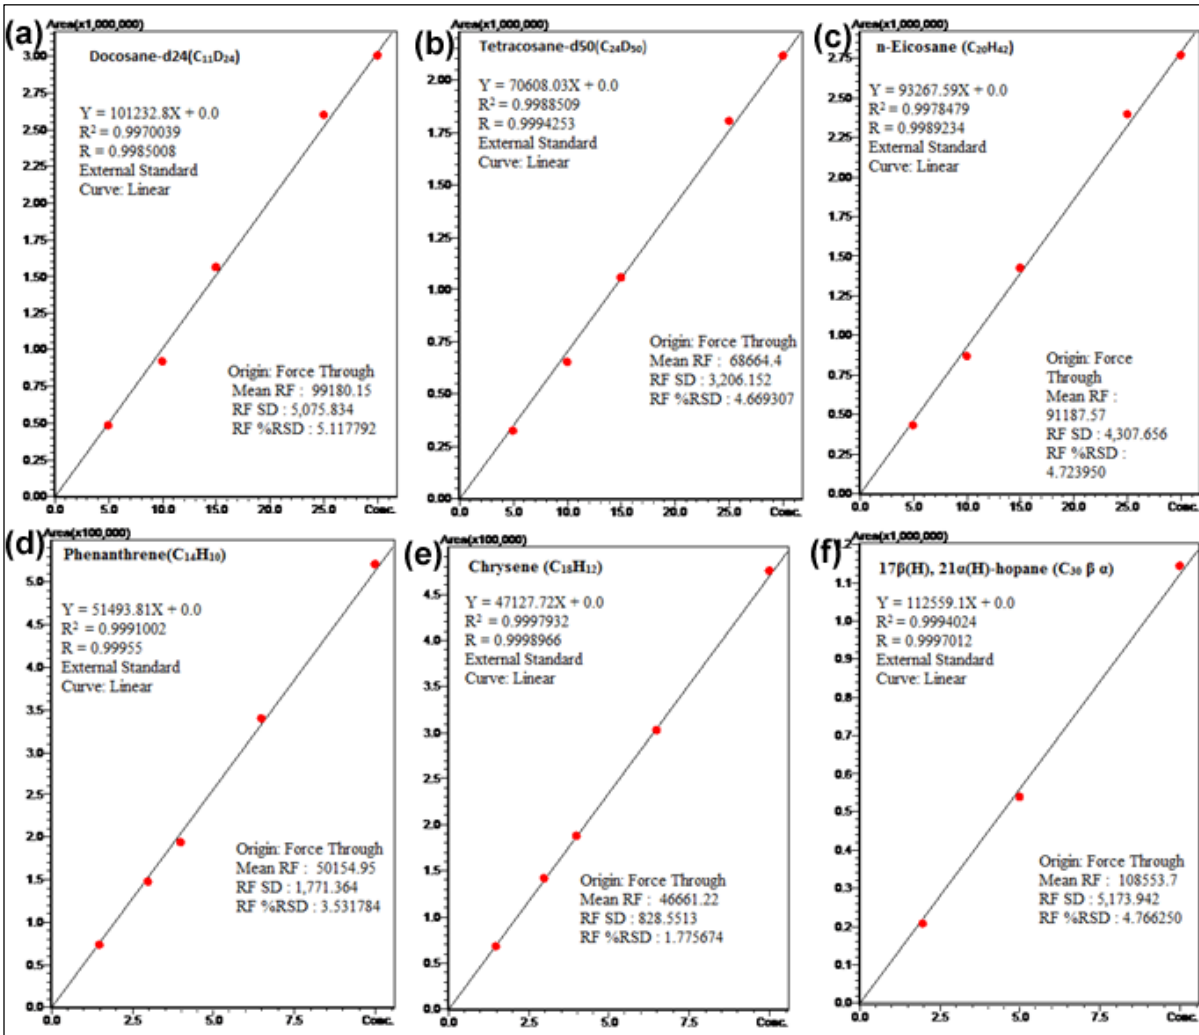 (a)
Area(x1,000,000)
Docosane-d24(C₁₁D₂₄)
Y = 101232.8X + 0.0
R² = 0.9970039
R = 0.9985008
External Standard
Curve: Linear
Origin: Force Through
Mean RF : 99180.15
RF SD : 5,075.834
RF %RSD : 5.117792
3.00
2.75
2.50
2.25
2.00
1.75
1.50
1.25
1.00
0.75
0.50
0.25
0.00
0.0 5.0 10.0 15.0 20.0 25.0 Conc.
(b)
Area(x1,000,000)
Tetracosane-d50(C₂₄D₅₀)
Y = 70608.03X + 0.0
R² = 0.9988509
R = 0.9994253
External Standard
Curve: Linear
Origin: Force Through
Mean RF : 68664.4
RF SD : 3,206.152
RF %RSD : 4.669307
2.00
1.75
1.50
1.25
1.00
0.75
0.50
0.25
0.00
0.0 5.0 10.0 15.0 20.0 25.0 Conc.
(c)
Area(x1,000,000)
n-Eicosane (C₂₀H₄₂)
Y = 93267.59X + 0.0
R² = 0.9978479
R = 0.9989234
External Standard
Curve: Linear
Origin: Force
Through
Mean RF :
91187.57
RF SD : 4,307.656
RF %RSD :
4.723950
2.75
2.50
2.25
2.00
1.75
1.50
1.25
1.00
0.75
0.50
0.25
0.00
0.0 5.0 10.0 15.0 20.0 25.0 Conc.
(d)
Area(x100,000)
Phenanthrene(C₁₄H₁₀)
Y = 51493.81X + 0.0
R² = 0.9991002
R = 0.99955
External Standard
Curve: Linear
Origin: Force Through
Mean RF : 50154.95
RF SD : 1,771.364
RF %RSD : 3.531784
5.0
4.5
4.0
3.5
3.0
2.5
2.0
1.5
1.0
0.5
0.0
0.0 2.5 5.0 7.5 Conc.
(e)
Area(x100,000)
Chrysene (C₁₈H₁₂)
Y = 47127.72X + 0.0
R² = 0.9997932
R = 0.9998966
External Standard
Curve: Linear
Origin: Force Through
Mean RF : 46661.22
RF SD : 828.5513
RF %RSD : 1.775674
4.5
4.0
3.5
3.0
2.5
2.0
1.5
1.0
0.5
0.0
0.0 2.5 5.0 7.5 Conc.
(f)
Area(x1,000,000)
17β(H), 21α(H)-hopane (C₃₀ β α)
Y = 112559.1X + 0.0
R² = 0.9994024
R = 0.9997012
External Standard
Curve: Linear
Origin: Force Through
Mean RF : 108553.7
RF SD : 5,173.942
RF %RSD : 4.766250
1.2
1.1
1.0
0.9
0.8
0.7
0.6
0.5
0.4
0.3
0.2
0.1
0.0
0.0 2.5 5.0 7.5 Conc.